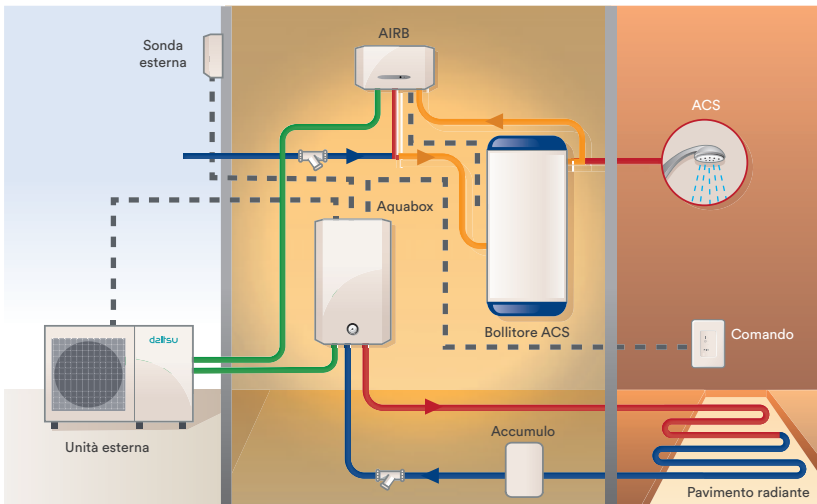 Sonda
esterna
AIRB
ACS
Aquabox
Bollitore ACS
Comando
daitsu
Unità esterna
Accumulo
Pavimento radiante